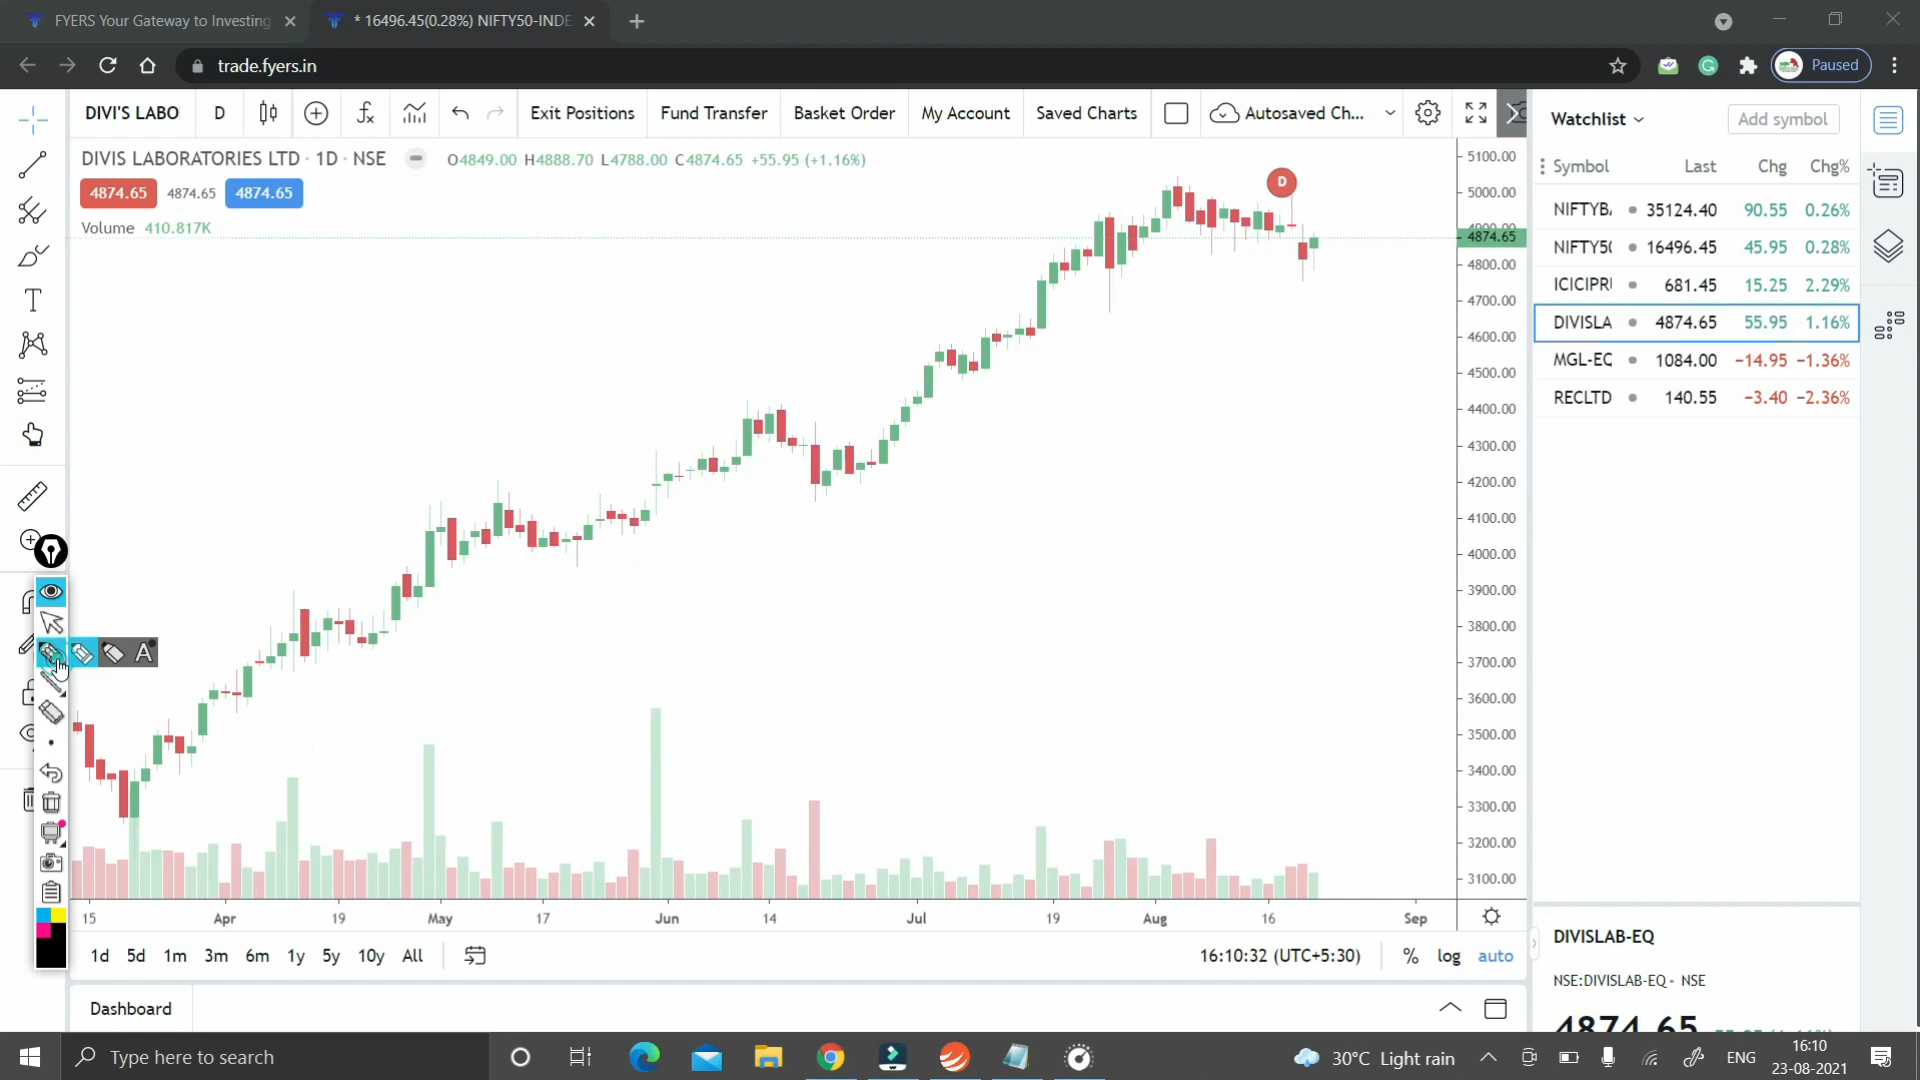 FYERS Your Gateway to Investing
* 16496.45(0.28%) NIFTY50-INDE
trade.fyers.in
Paused
DIVI'S LABO D Exit Positions Fund Transfer Basket Order My Account Saved Charts Autosaved Ch...
DIVIS LABORATORIES LTD · 1D · NSE O4849.00 H4888.70 L4788.00 C4874.65 +55.95 (+1.16%)
4874.65 4874.65 4874.65
Volume 410.817K
D
5100.00
5000.00
4900.00
4874.65
4800.00
4700.00
4600.00
4500.00
4400.00
4300.00
4200.00
4100.00
4000.00
3900.00
3800.00
3700.00
3600.00
3500.00
3400.00
3300.00
3200.00
3100.00
15 Apr 19 May 17 Jun 14 Jul 19 Aug 16 Sep
1d 5d 1m 3m 6m 1y 5y 10y All 16:10:32 (UTC+5:30) % log auto
Dashboard
Watchlist Add symbol
Symbol Last Chg Chg%
NIFTYB 35124.40 90.55 0.26%
NIFTY50 16496.45 45.95 0.28%
ICICIPRU 681.45 15.25 2.29%
DIVISLA 4874.65 55.95 1.16%
MGL-EQ 1084.00 −14.95 −1.36%
RECLTD 140.55 −3.40 −2.36%
DIVISLAB-EQ
NSE:DIVISLAB-EQ • NSE
4874.65
T
A
Type here to search
30°C Light rain
ENG
16:10
23-08-2021